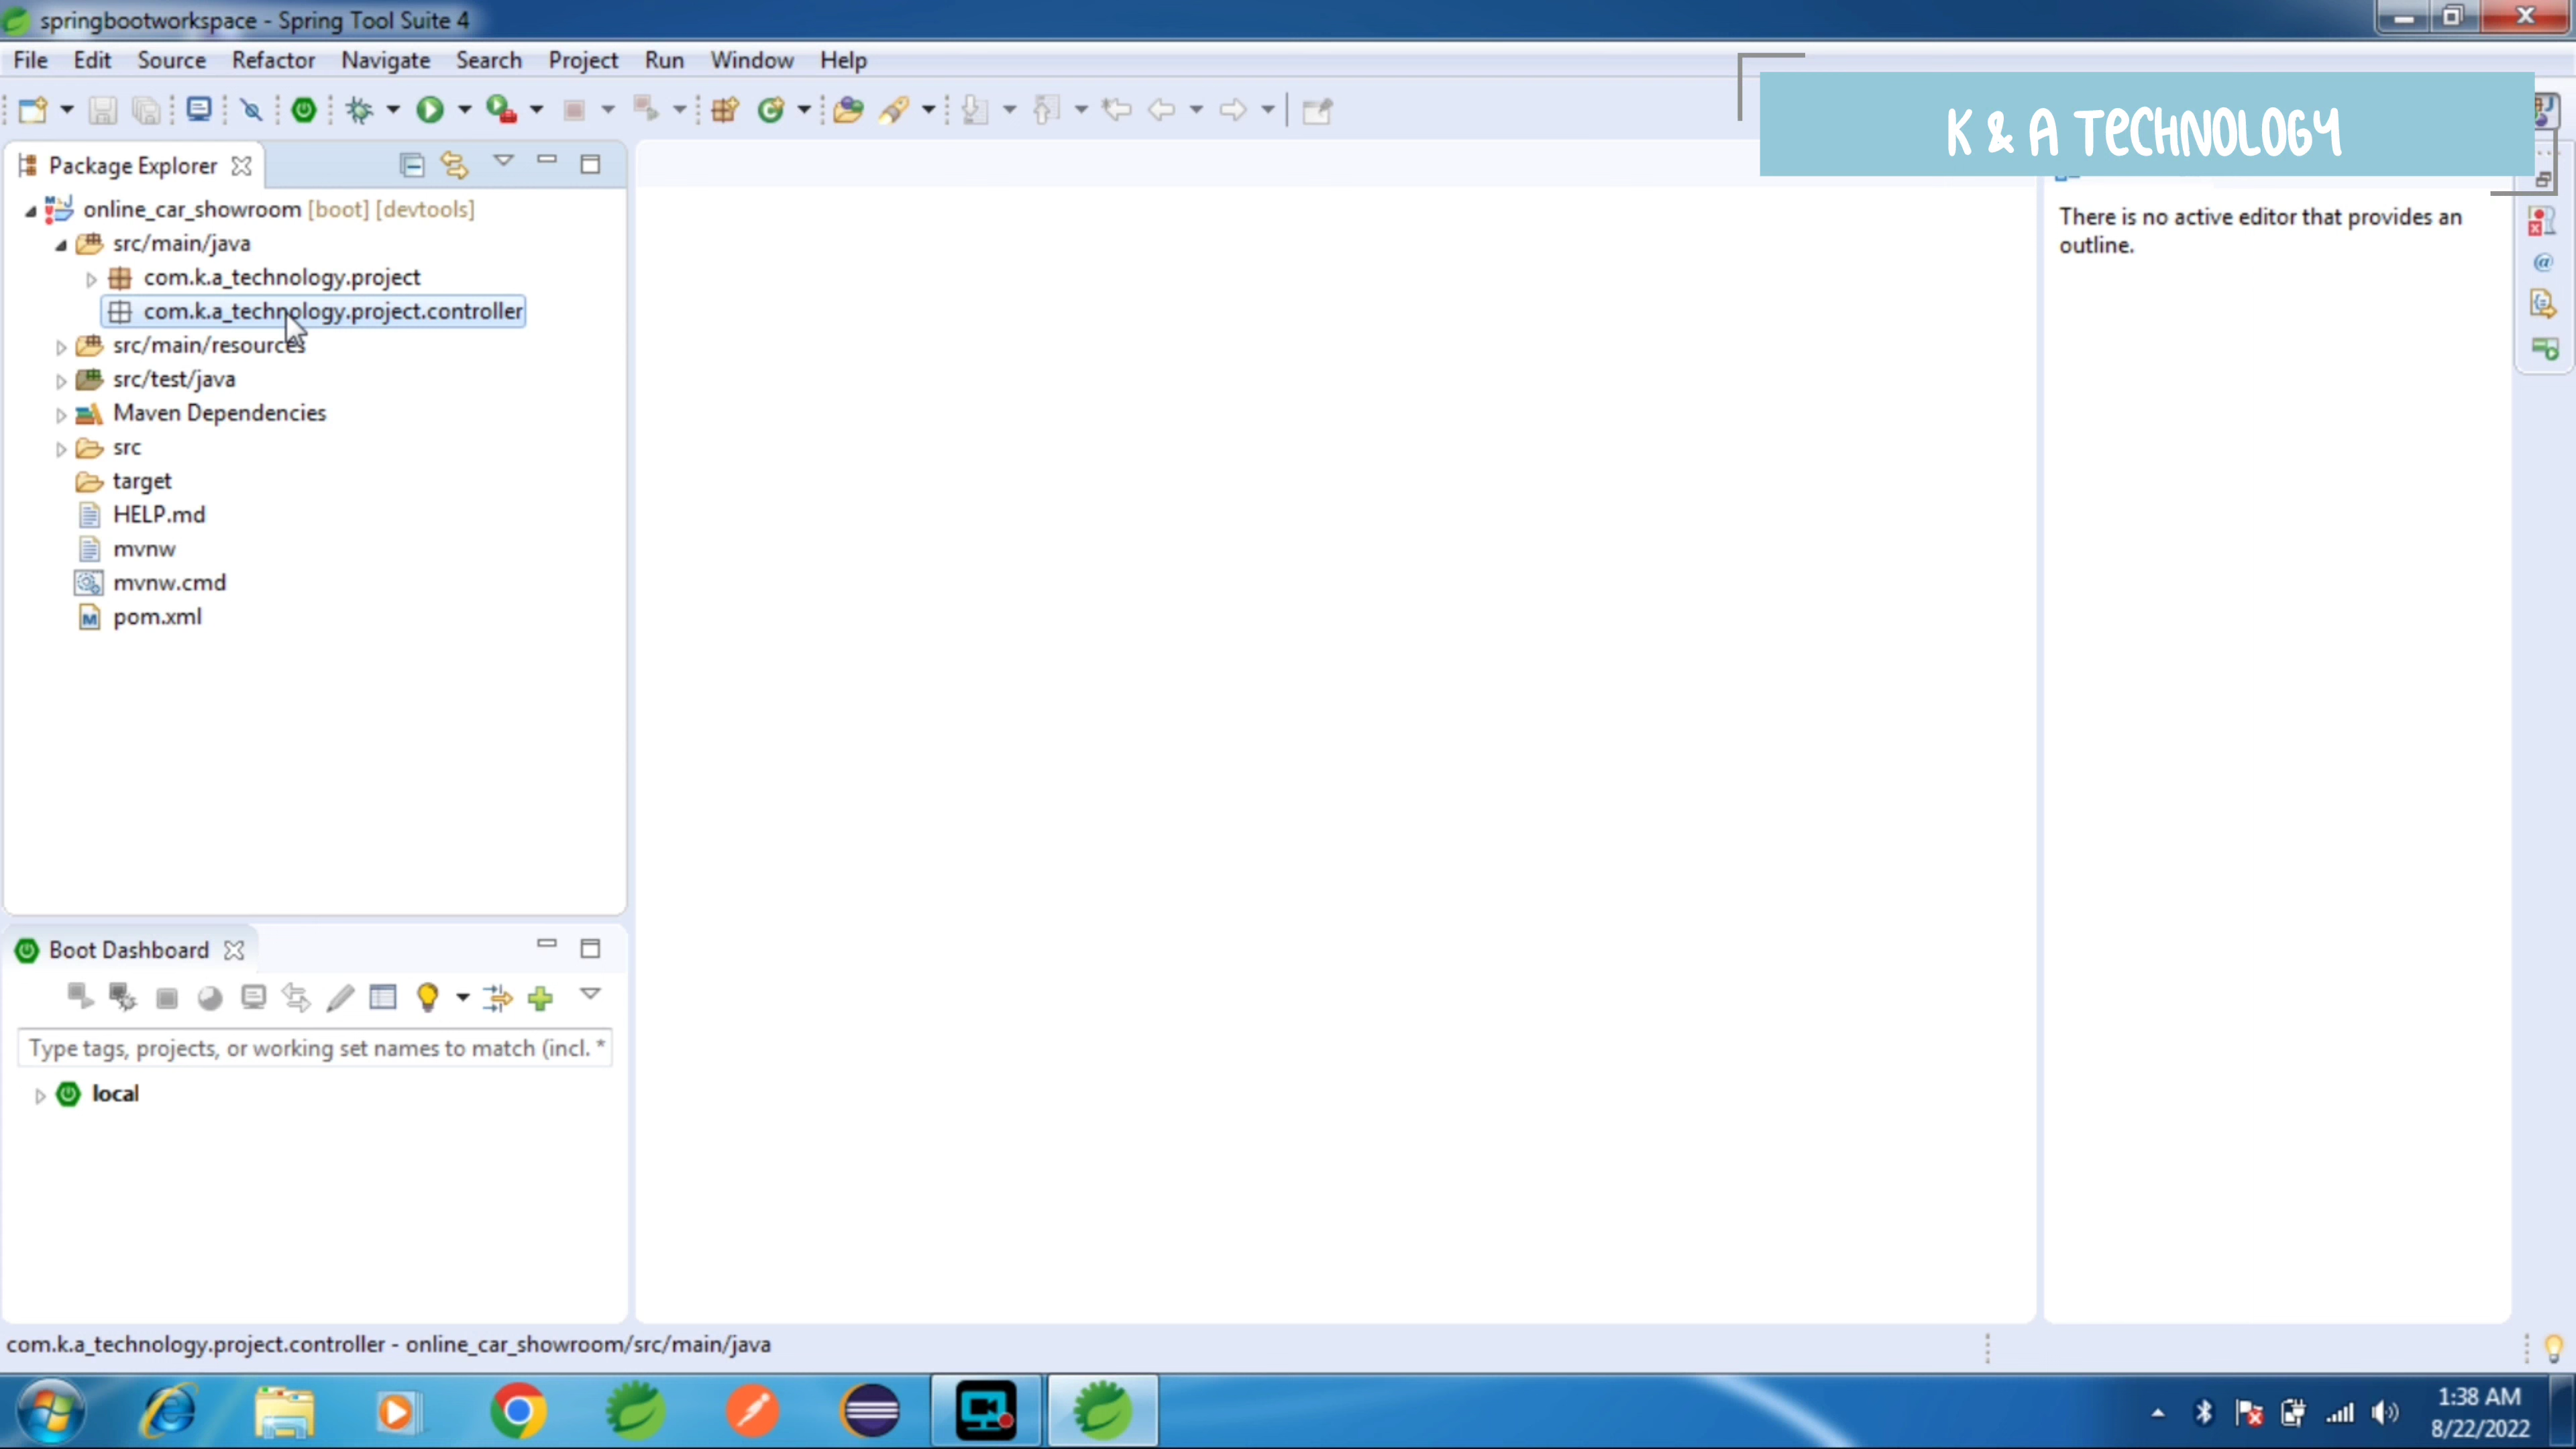 springbootworkspace - Spring Tool Suite 4
File Edit Source Refactor Navigate Search Project Run Window Help
K & A TECHNOLOGY
Package Explorer
online_car_showroom [boot] [devtools]
src/main/java
com.k.a_technology.project
com.k.a_technology.project.controller
src/main/resources
src/test/java
Maven Dependencies
src
target
HELP.md
mvnw
mvnw.cmd
pom.xml
There is no active editor that provides an
outline.
Boot Dashboard
Type tags, projects, or working set names to match (incl. *
local
com.k.a_technology.project.controller - online_car_showroom/src/main/java
1:38 AM
8/22/2022